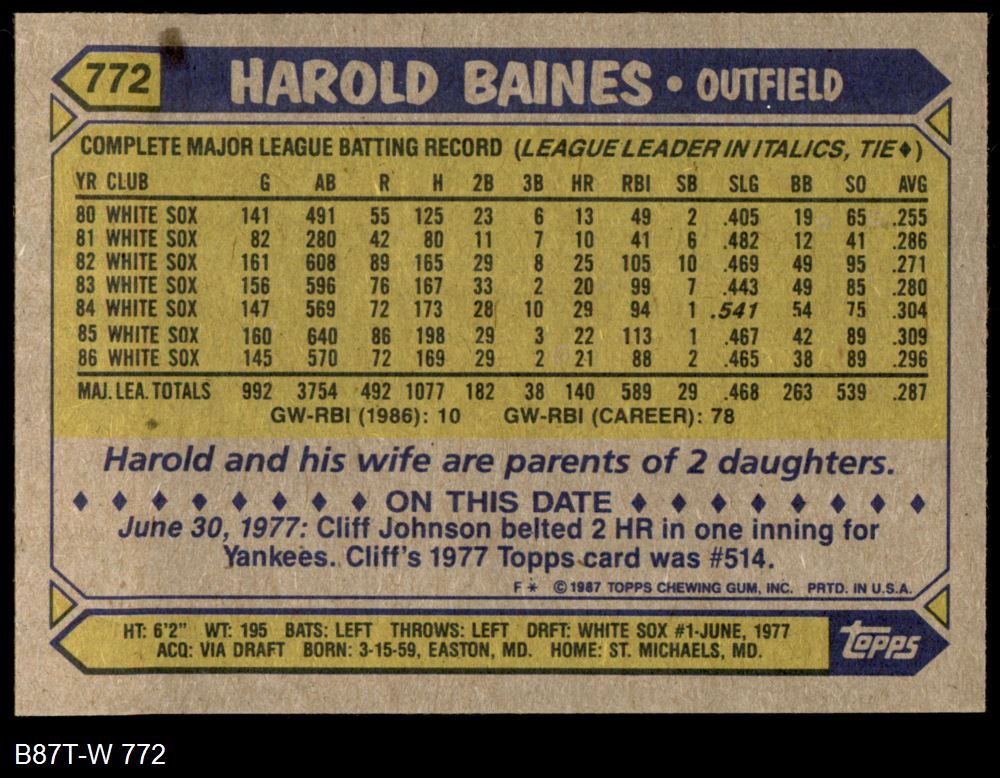 772 HAROLD BAINES • OUTFIELD
COMPLETE MAJOR LEAGUE BATTING RECORD (LEAGUE LEADER IN ITALICS, TIE♦)
YR CLUB G AB R H 2B 3B HR RBI SB SLG BB SO AVG
80 WHITE SOX 141 491 55 125 23 6 13 49 2 .405 19 65 .255
81 WHITE SOX 82 280 42 80 11 7 10 41 6 .482 12 41 .286
82 WHITE SOX 161 608 89 165 29 8 25 105 10 .469 49 95 .271
83 WHITE SOX 156 596 76 167 33 2 20 99 7 .443 49 85 .280
84 WHITE SOX 147 569 72 173 28 10 29 94 1 .541 54 75 .304
85 WHITE SOX 160 640 86 198 29 3 22 113 1 .467 42 89 .309
86 WHITE SOX 145 570 72 169 29 2 21 88 2 .465 38 89 .296
MAJ. LEA. TOTALS 992 3754 492 1077 182 38 140 589 29 .468 263 539 .287
GW-RBI (1986): 10 GW-RBI (CAREER): 78
Harold and his wife are parents of 2 daughters.
♦ ♦ ♦ ♦ ♦ ♦ ♦ ♦ ON THIS DATE ♦ ♦ ♦ ♦ ♦ ♦ ♦ ♦
June 30, 1977: Cliff Johnson belted 2 HR in one inning for
Yankees. Cliff's 1977 Topps card was #514.
F * © 1987 TOPPS CHEWING GUM, INC. PRTD. IN U.S.A.
HT: 6'2" WT: 195 BATS: LEFT THROWS: LEFT DRFT: WHITE SOX #1-JUNE, 1977
ACQ: VIA DRAFT BORN: 3-15-59, EASTON, MD. HOME: ST. MICHAELS, MD.
topps
B87T-W 772